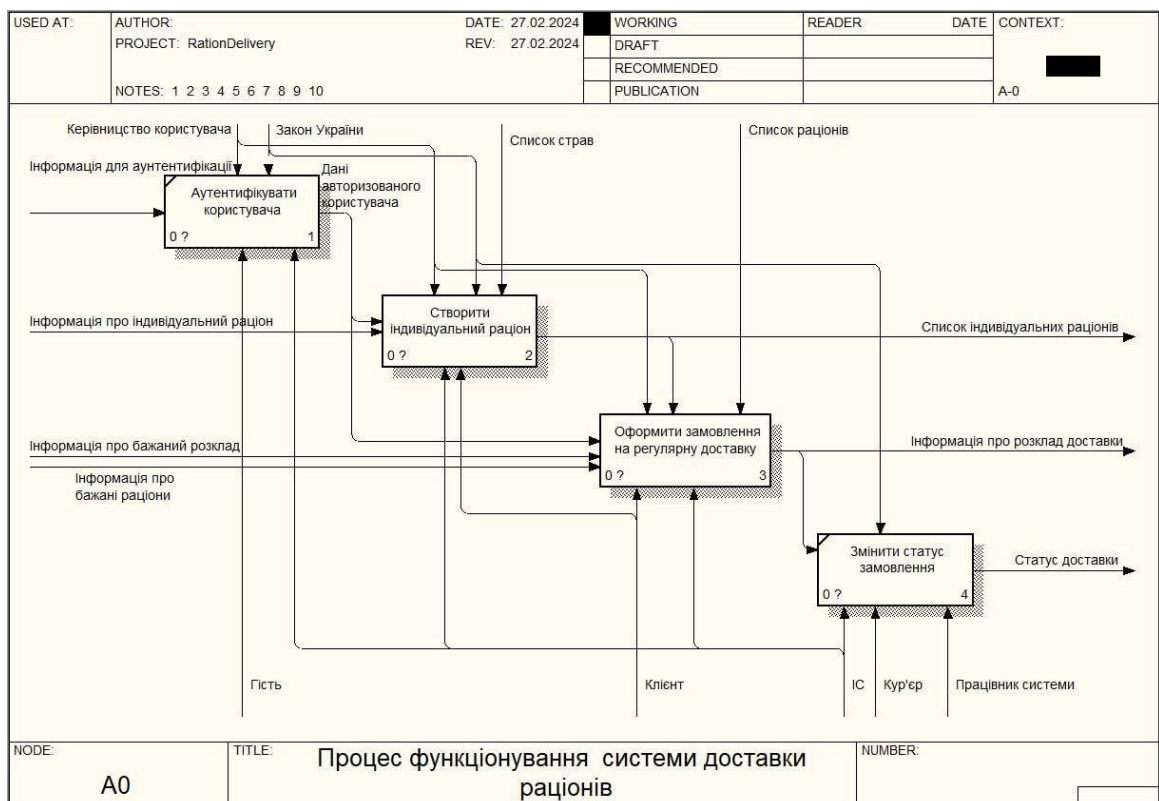 USED AT:
AUTHOR:
DATE: 27.02.2024
WORKING
READER
DATE
CONTEXT:
PROJECT: RationDelivery
REV: 27.02.2024
DRAFT
RECOMMENDED
NOTES: 1 2 3 4 5 6 7 8 9 10
PUBLICATION
A-0
Керівництво користувача
Закон України
Список страв
Список раціонів
Інформація для аунтентифікації
Дані
авторизованого
користувача
Аутентифікувати
користувача
0 ?
1
Інформація про індивідуальний раціон
Створити
індивідуальний раціон
0 ?
2
Список індивідуальних раціонів
Інформація про бажаний розклад
Інформація про
бажані раціони
Оформити замовлення
на регулярну доставку
0 ?
3
Інформація про розклад доставки
Змінити статус
замовлення
0 ?
4
Статус доставки
Гість
Клієнт
ІС
Кур'єр
Працівник системи
NODE:
A0
TITLE:
Процес функціонування системи доставки
раціонів
NUMBER: